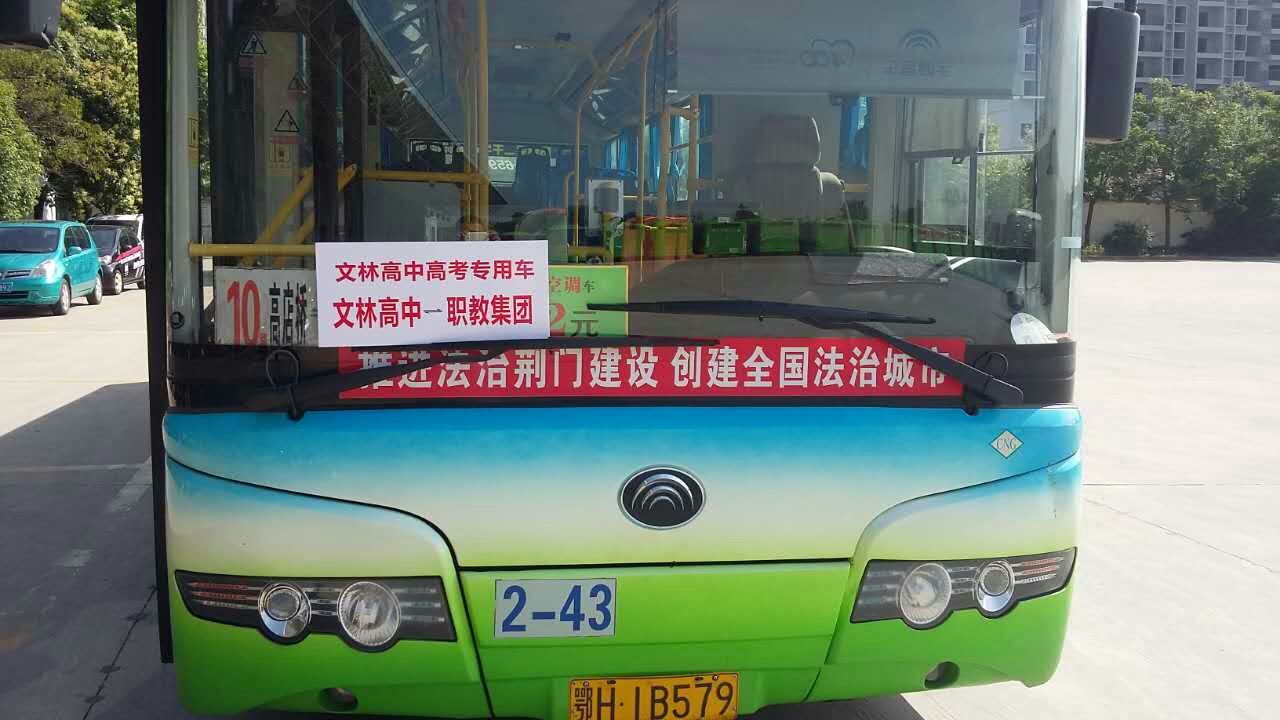 文林高中高考专用车
文林高中⇌职教集团
10
高店桥
空调车
2元
推进法治荆门建设 创建全国法治城市
CNG
2-43
鄂H·1B579